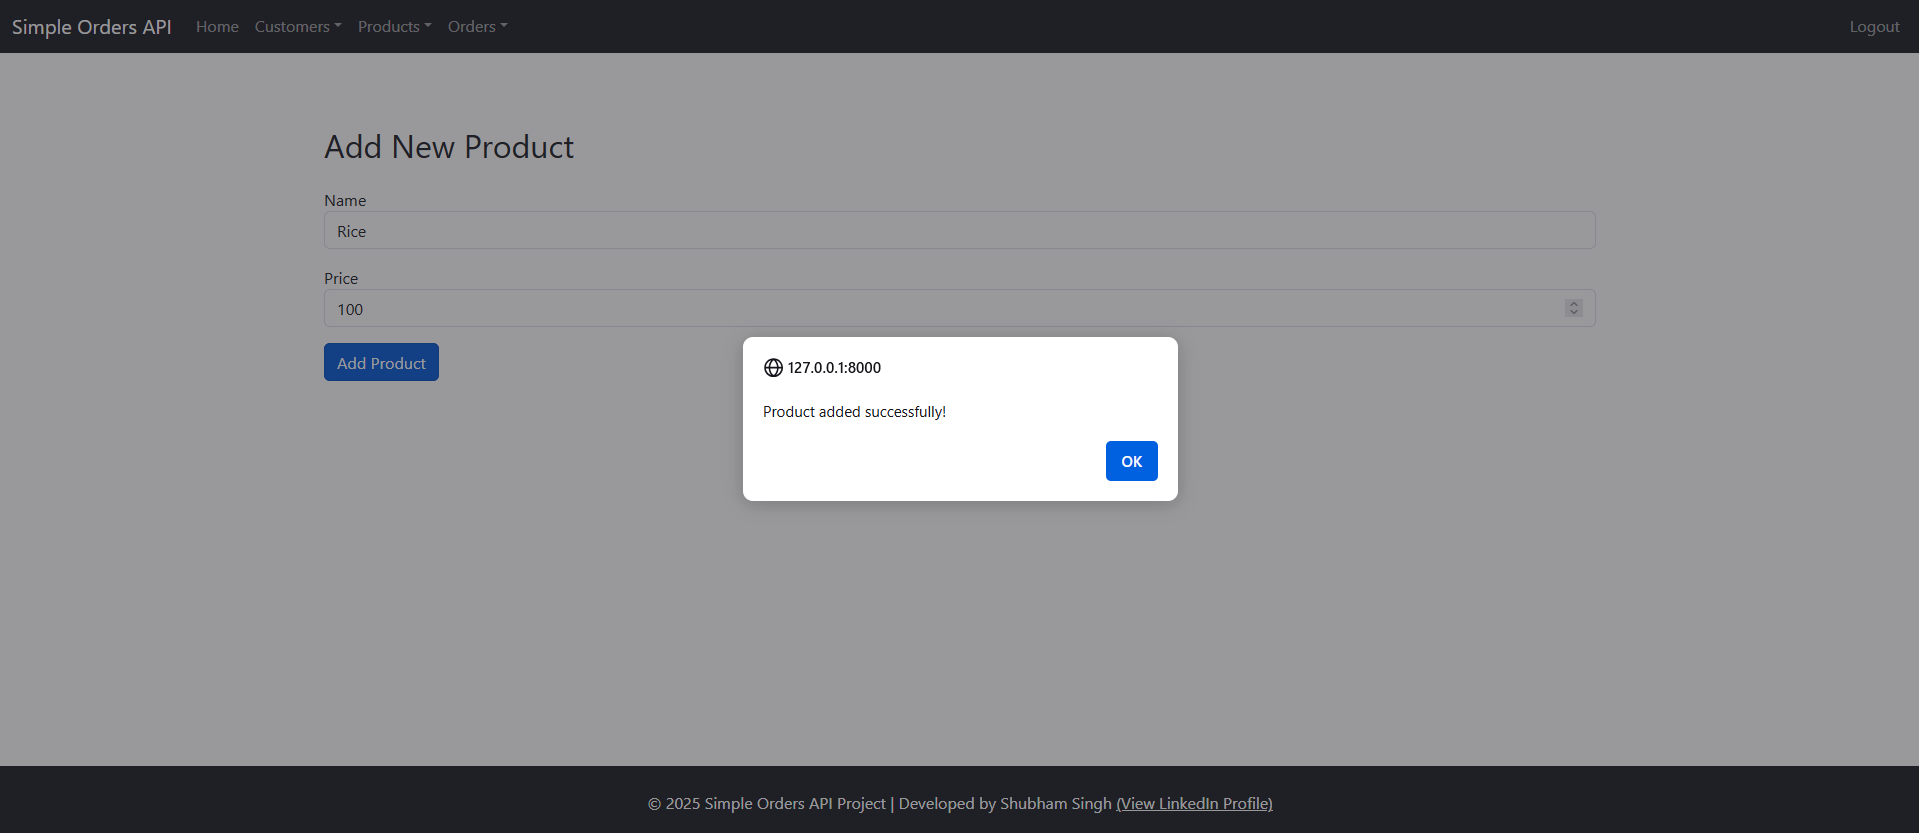 Simple Orders API Home Customers Products Orders Logout
Add New Product
Name
Rice
Price
100
Add Product
127.0.0.1:8000
Product added successfully!
OK
© 2025 Simple Orders API Project | Developed by Shubham Singh (View LinkedIn Profile)